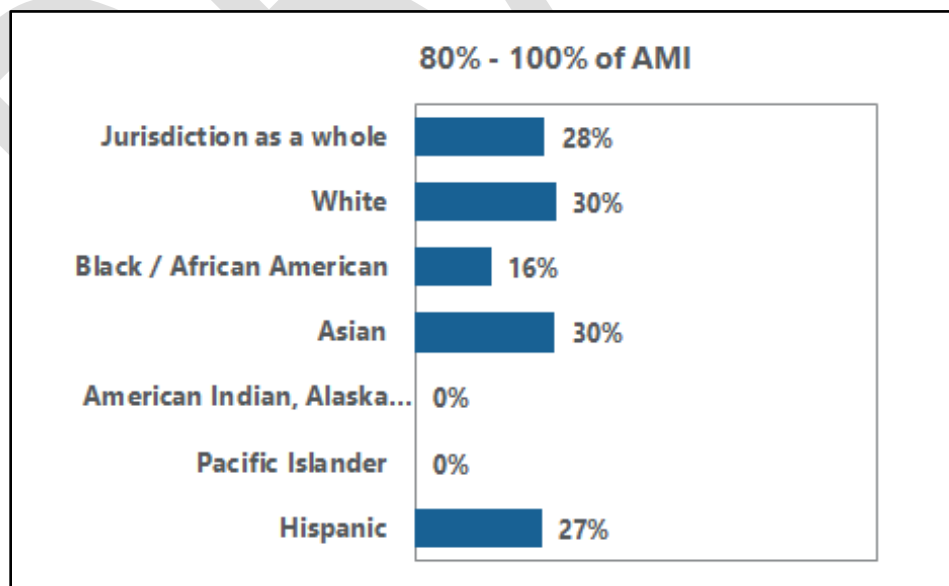 80% - 100% of AMI
Jurisdiction as a whole 28%
White 30%
Black / African American 16%
Asian 30%
American Indian, Alaska... 0%
Pacific Islander 0%
Hispanic 27%